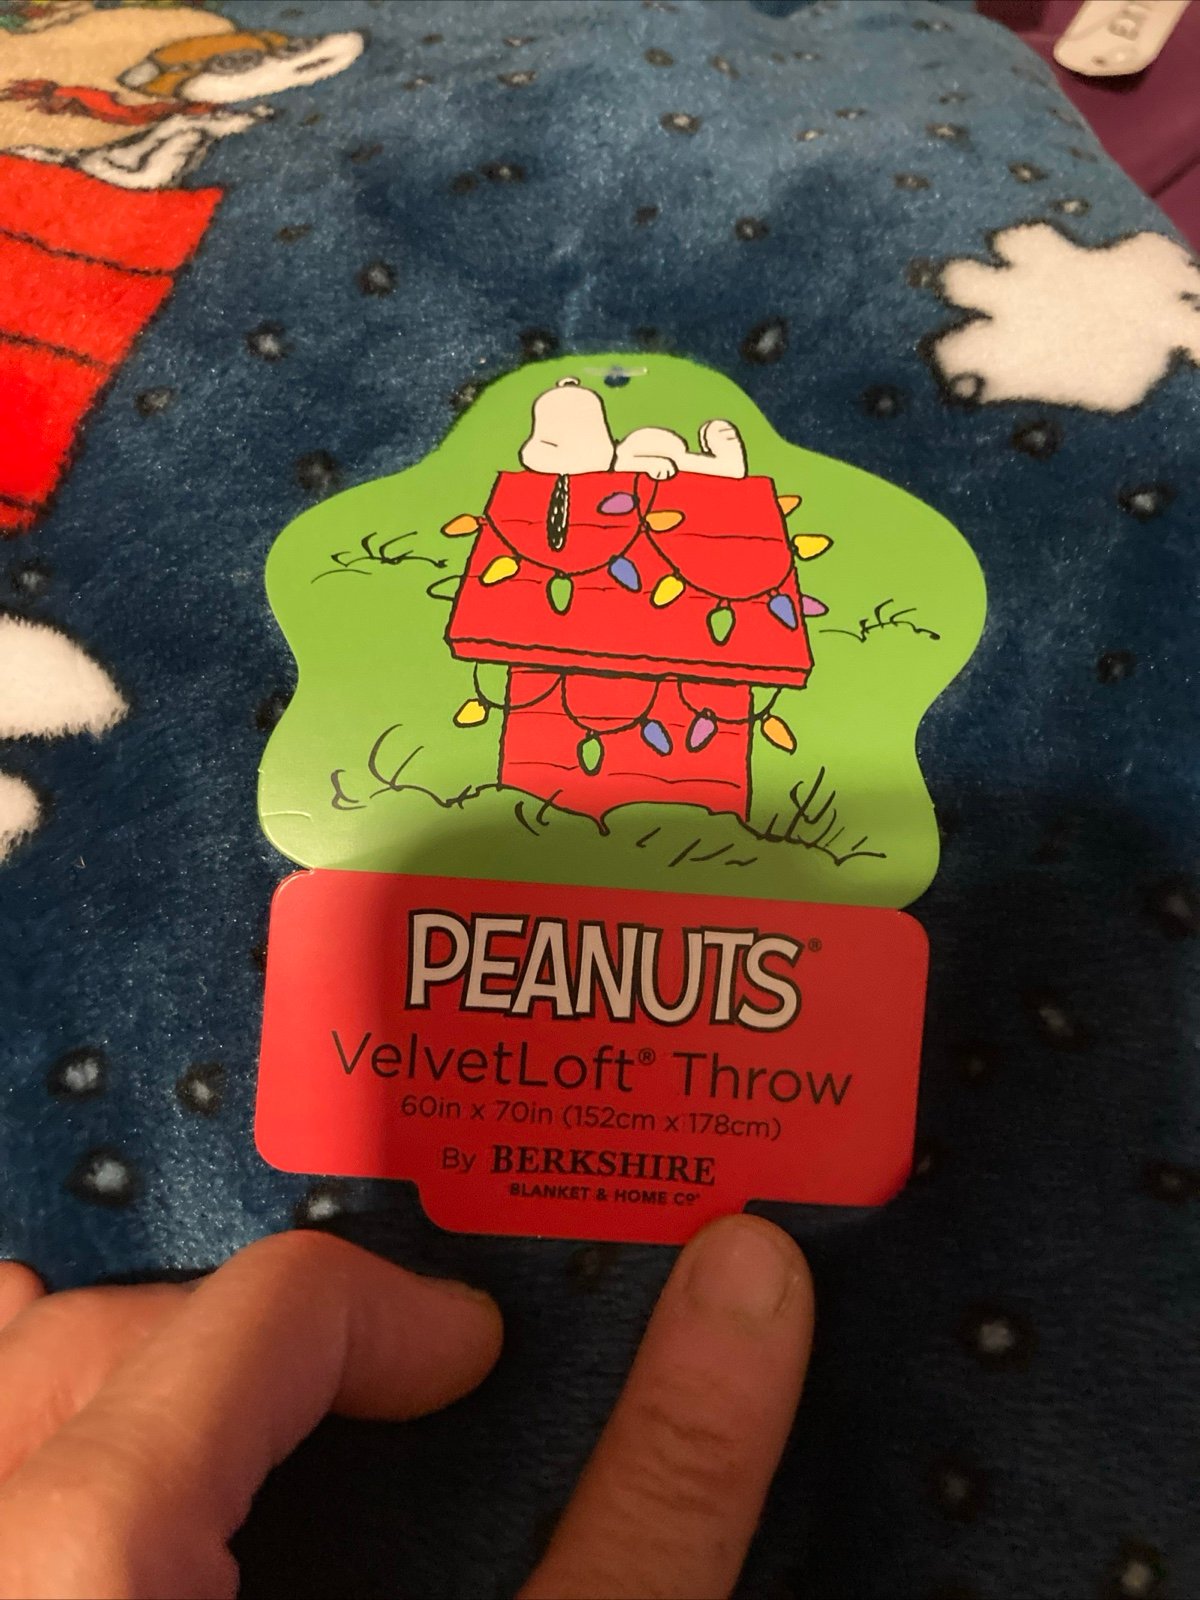 PEANUTS®
VelvetLoft® Throw
60in x 70in (152cm x 178cm)
By BERKSHIRE
BLANKET & HOME Cº®